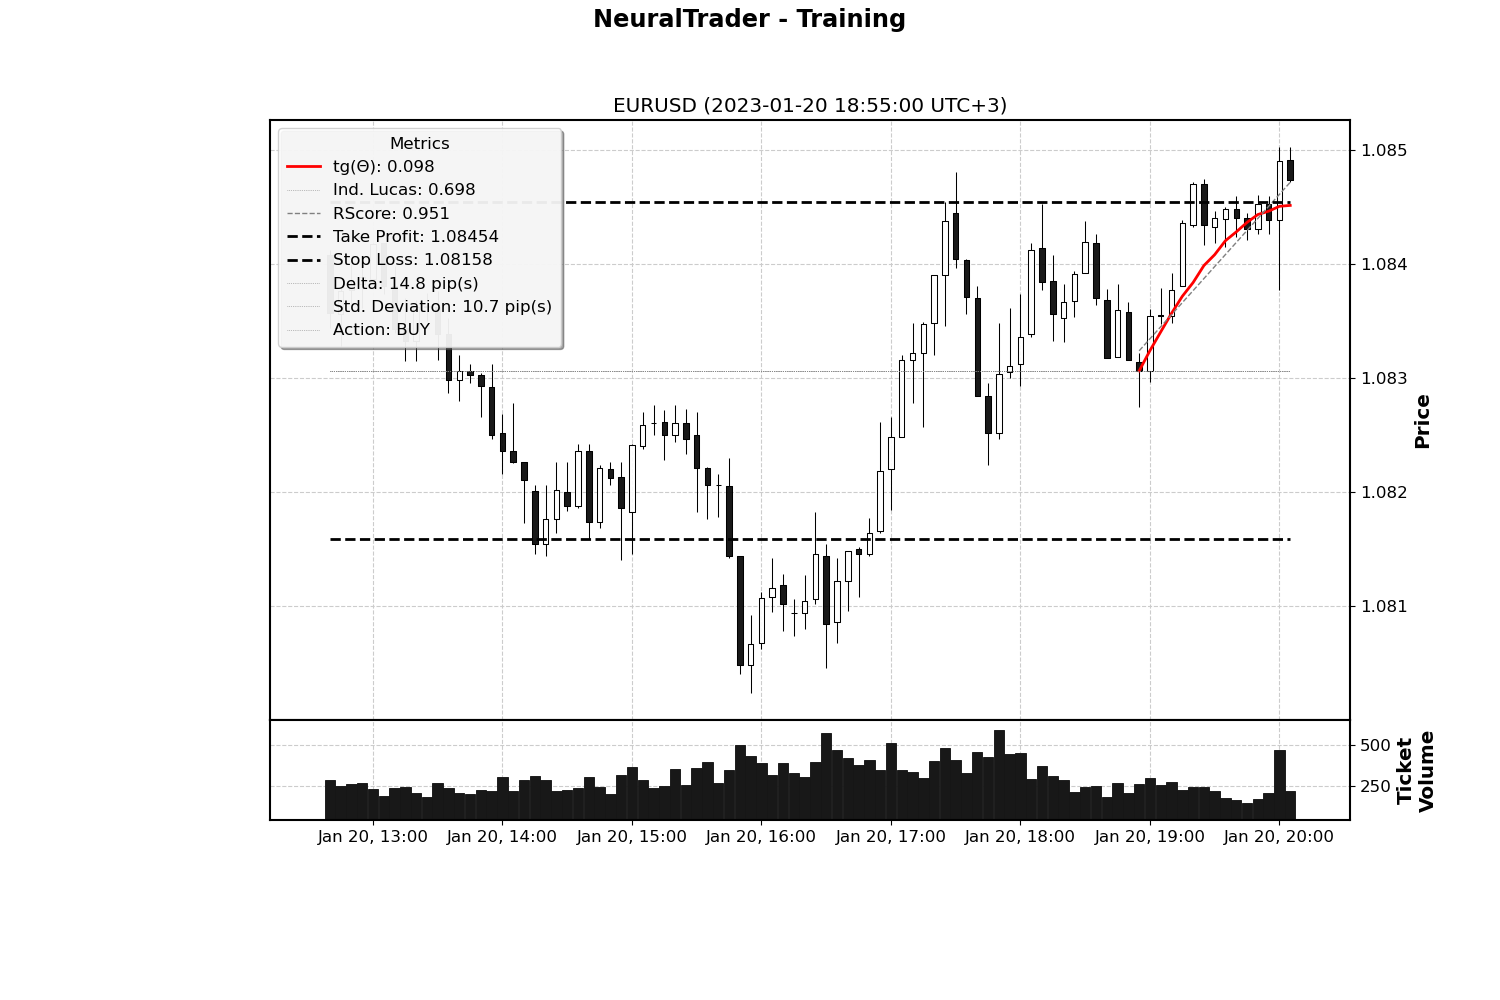 NeuralTrader - Training
EURUSD (2023-01-20 18:55:00 UTC+3)
Metrics
tg(Θ): 0.098
Ind. Lucas: 0.698
RScore: 0.951
Take Profit: 1.08454
Stop Loss: 1.08158
Delta: 14.8 pip(s)
Std. Deviation: 10.7 pip(s)
Action: BUY
1.085
1.084
1.083
1.082
1.081
Price
500
250
Ticket
Volume
Jan 20, 13:00
Jan 20, 14:00
Jan 20, 15:00
Jan 20, 16:00
Jan 20, 17:00
Jan 20, 18:00
Jan 20, 19:00
Jan 20, 20:00